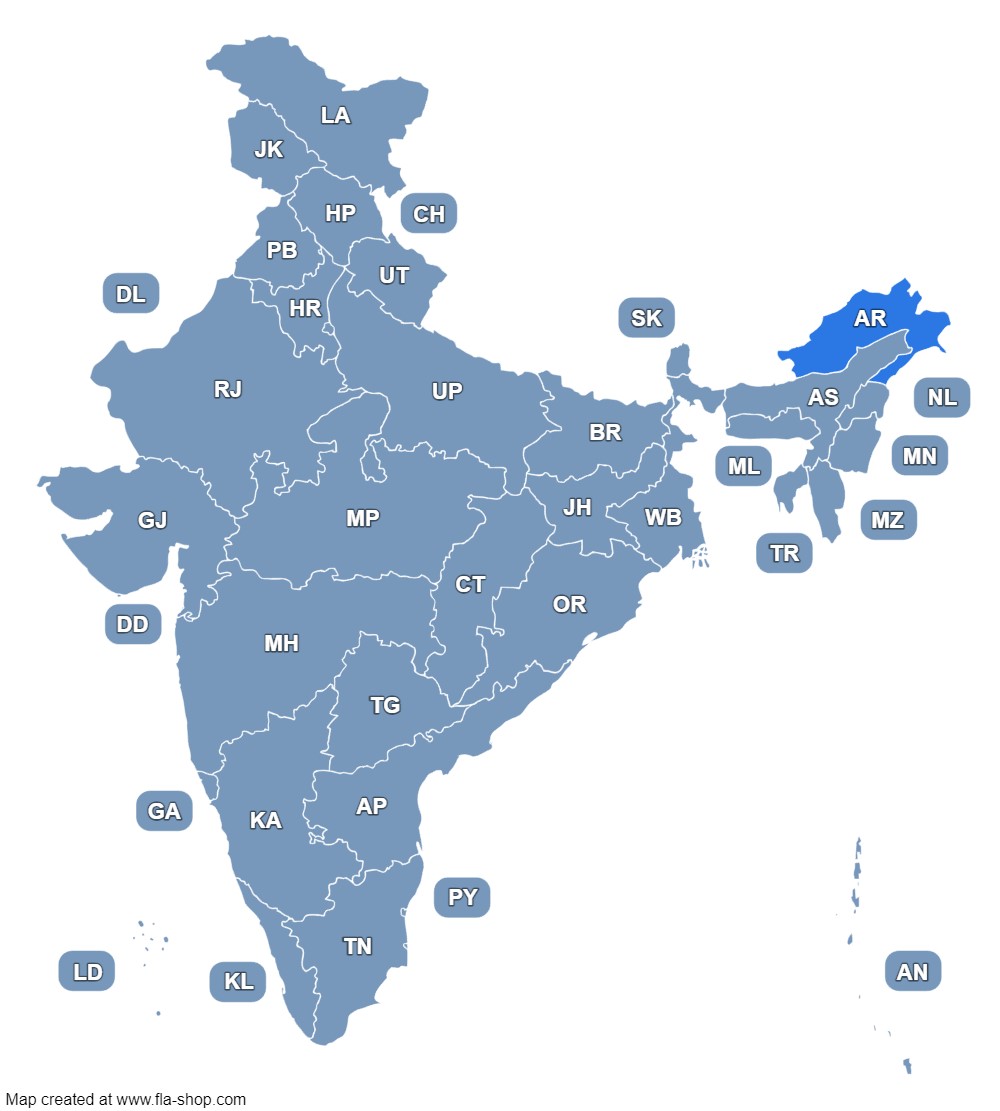 LA
JK
HP
CH
PB
UT
DL
HR
SK
AR
RJ
UP
AS
NL
BR
ML
MN
GJ
MP
JH
WB
MZ
TR
CT
OR
DD
MH
TG
GA
KA
AP
PY
TN
LD
KL
AN
Map created at www.fla-shop.com